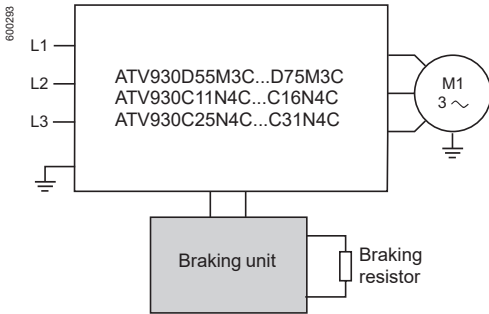 600293
L1
L2
L3
ATV930D55M3C...D75M3C
ATV930C11N4C...C16N4C
ATV930C25N4C...C31N4C
M1
3 ~
Braking unit
Braking
resistor